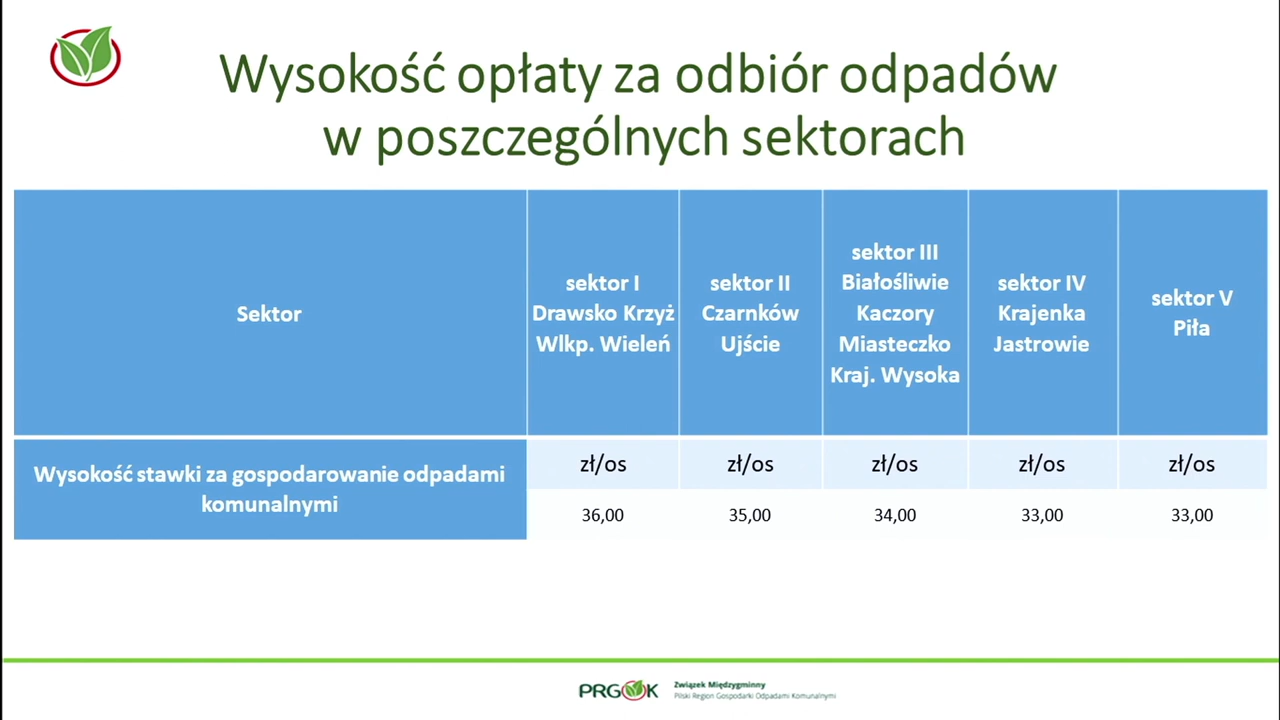 Wysokość opłaty za odbiór odpadów
w poszczególnych sektorach
Sektor
sektor I
Drawsko Krzyż
Wlkp. Wieleń
sektor II
Czarnków
Ujście
sektor III
Białośliwie
Kaczory
Miasteczko
Kraj. Wysoka
sektor IV
Krajenka
Jastrowie
sektor V
Piła
Wysokość stawki za gospodarowanie odpadami
komunalnymi
zł/os zł/os zł/os zł/os zł/os
36,00 35,00 34,00 33,00 33,00
PRGOK
Związek Międzygminny
Pilski Region Gospodarki Odpadami Komunalnymi